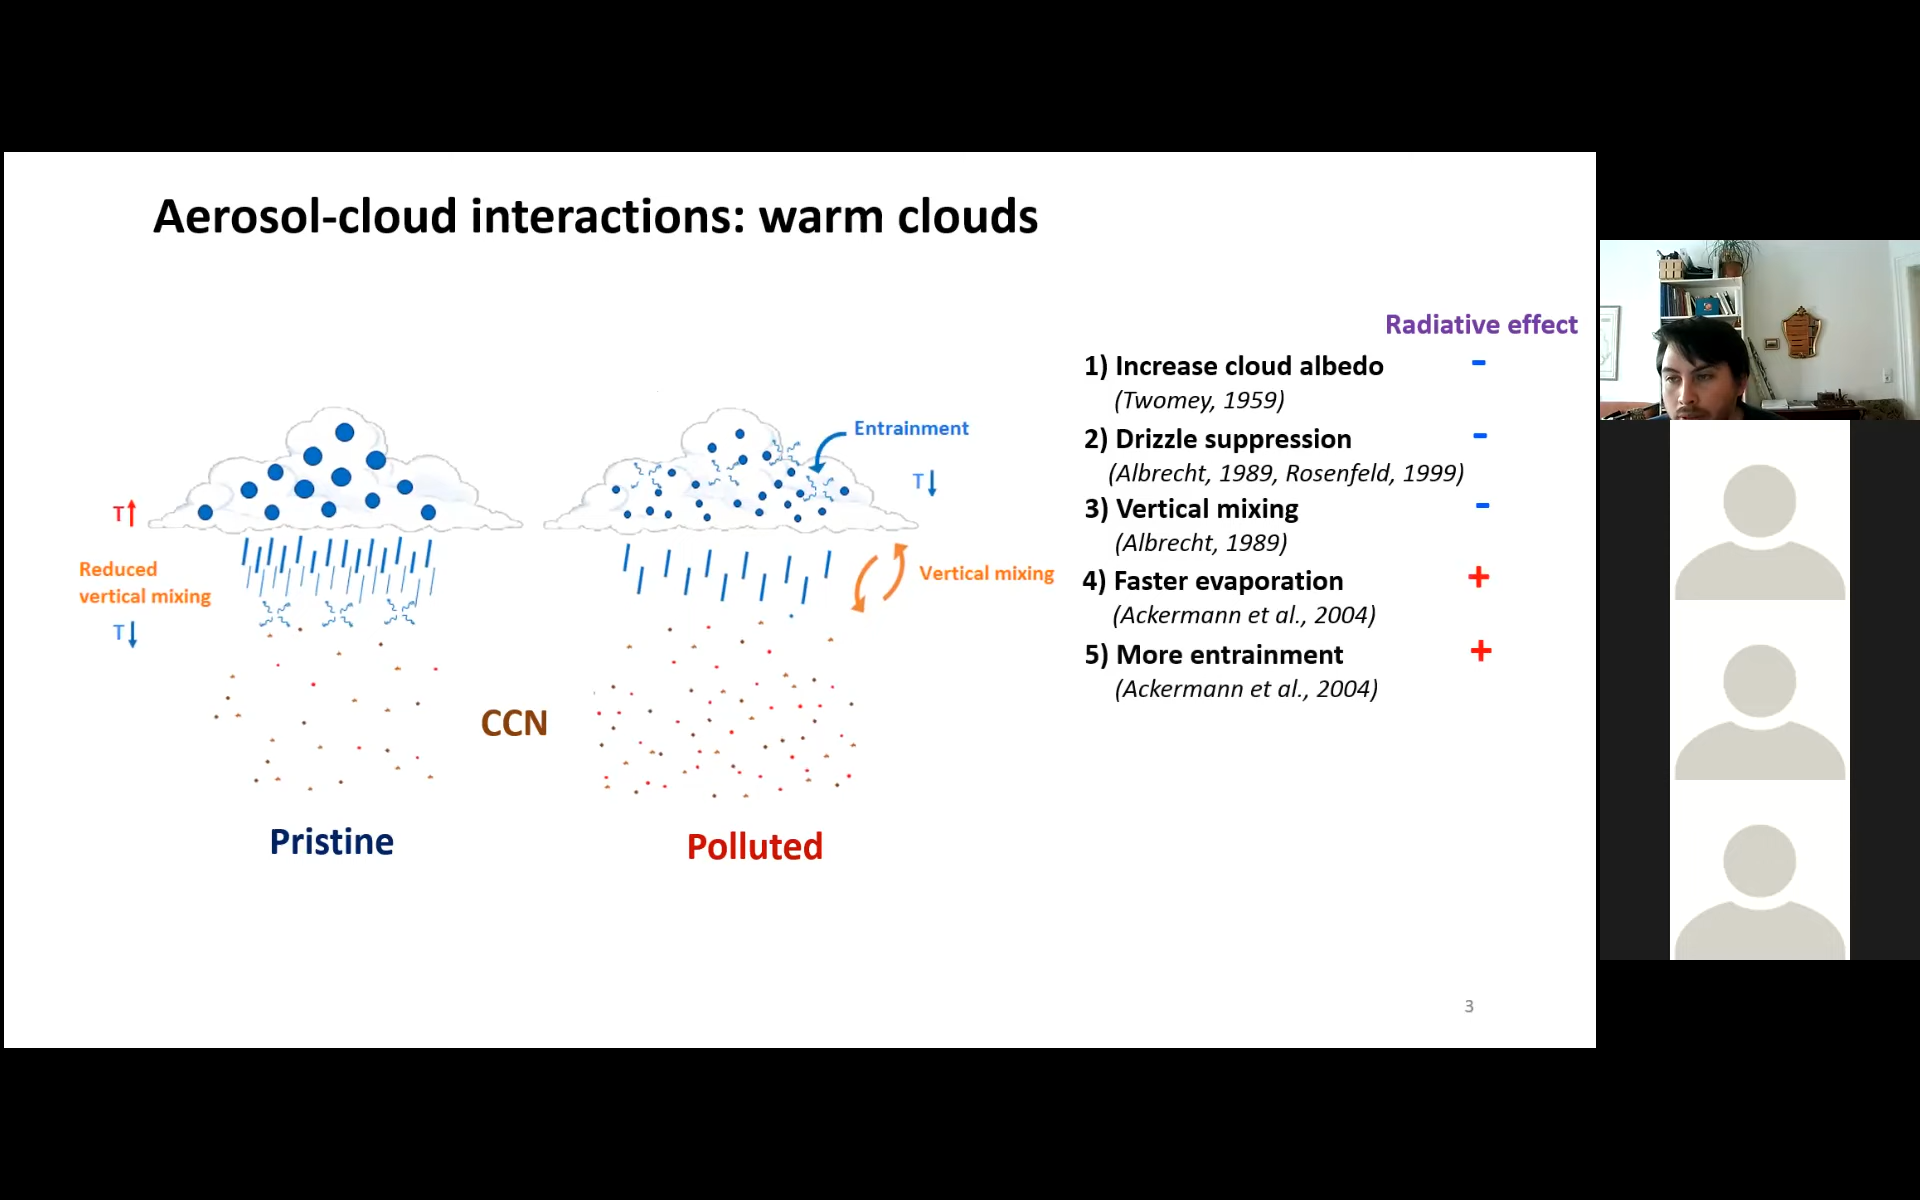 Aerosol-cloud interactions: warm clouds
Radiative effect
1) Increase cloud albedo -
(Twomey, 1959)
2) Drizzle suppression -
(Albrecht, 1989, Rosenfeld, 1999)
3) Vertical mixing -
(Albrecht, 1989)
4) Faster evaporation +
(Ackermann et al., 2004)
5) More entrainment +
(Ackermann et al., 2004)
T↑
Reduced
vertical mixing
T↓
Entrainment
T↓
Vertical mixing
CCN
Pristine
Polluted
3